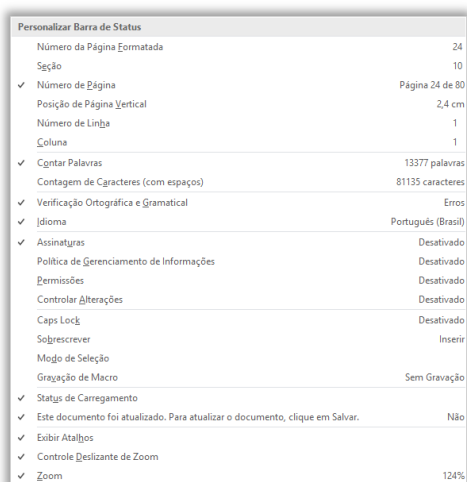 Personalizar Barra de Status
Número da Página Formatada 24
Seção 10
Número de Página Página 24 de 80
Posição de Página Vertical 2,4 cm
Número de Linha 1
Coluna 1
Contar Palavras 13377 palavras
Contagem de Caracteres (com espaços) 81135 caracteres
Verificação Ortográfica e Gramatical Erros
Idioma Português (Brasil)
Assinaturas Desativado
Política de Gerenciamento de Informações Desativado
Permissões Desativado
Controlar Alterações Desativado
Caps Lock Desativado
Sobrescrever Inserir
Modo de Seleção
Gravação de Macro Sem Gravação
Status de Carregamento
Este documento foi atualizado. Para atualizar o documento, clique em Salvar. Não
Exibir Atalhos
Controle Deslizante de Zoom
Zoom 124%